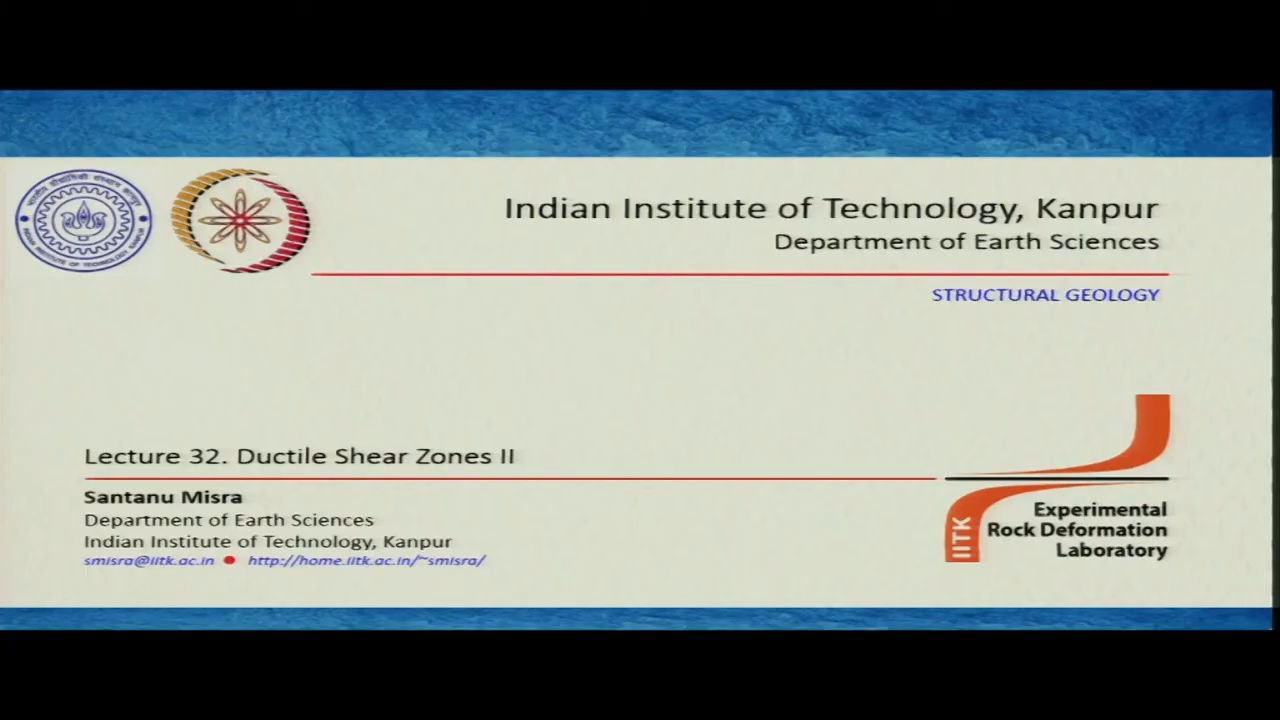 Indian Institute of Technology, Kanpur
Department of Earth Sciences
STRUCTURAL GEOLOGY
Lecture 32. Ductile Shear Zones II
Santanu Misra
Department of Earth Sciences
Indian Institute of Technology, Kanpur
smisra@iitk.ac.in ● http://home.iitk.ac.in/~smisra/
IITK
Experimental
Rock Deformation
Laboratory